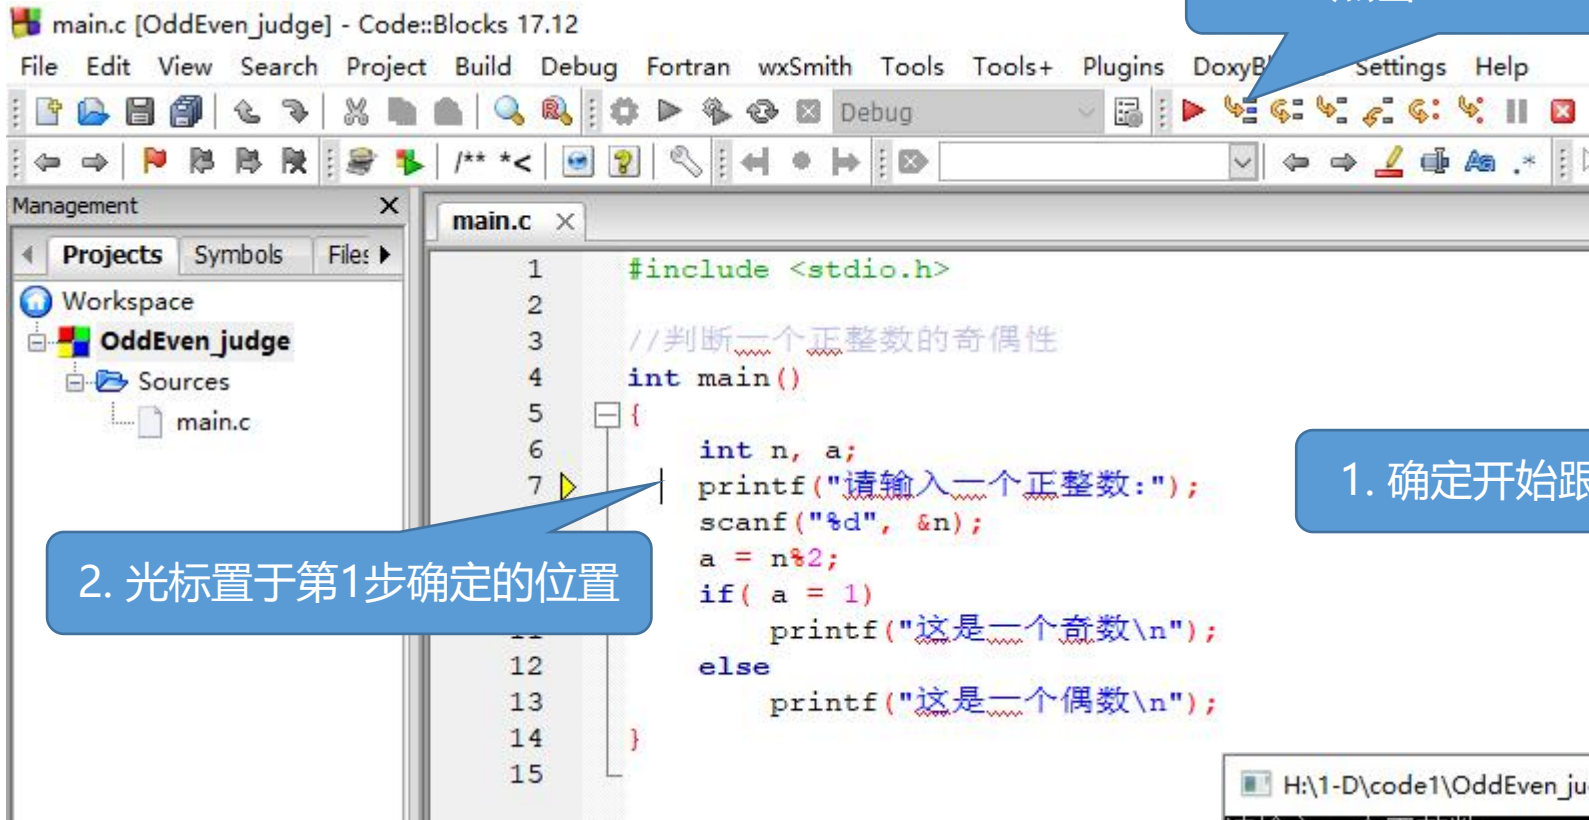 main.c [OddEven_judge] - Code::Blocks 17.12
File Edit View Search Project Build Debug Fortran wxSmith Tools Tools+ Plugins Settings Help
Debug
/** *<
Management
main.c
Projects Symbols
Workspace
OddEven_judge
Sources
main.c
1 #include <stdio.h>
2
3 //判断一个正整数的奇偶性
4 int main()
5 {
6 int n, a;
7 printf("请输入一个正整数:");
scanf("%d", &n);
a = n%2;
if( a = 1)
printf("这是一个奇数\n");
12 else
13 printf("这是一个偶数\n");
14 }
15
1. 确定开始跟
2. 光标置于第1步确定的位置
H:\1-D\code1\OddEven_ju